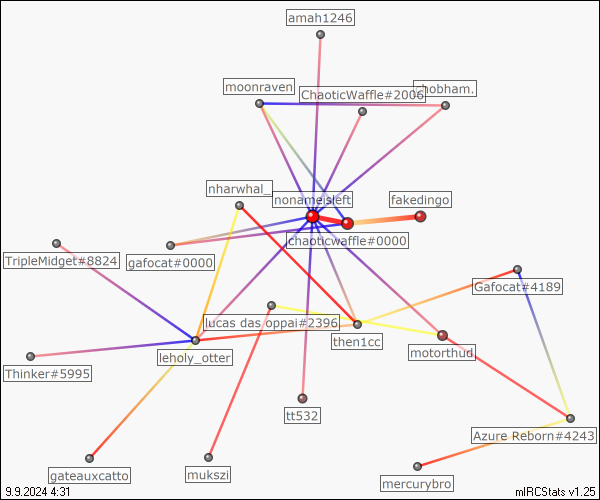 amah1246
moonraven
ChaoticWaffle#2006
chobham.
nharwhal_
nonameisleft
fakedingo
chaoticwaffle#0000
TripleMidget#8824
gafocat#0000
Gafocat#4189
lucas das oppai#2396
then1cc
motorthud
leholy_otter
Thinker#5995
tt532
Azure Reborn#4243
gateauxcatto
mukszi
mercurybro
9.9.2024 4:31
mIRCStats v1.25